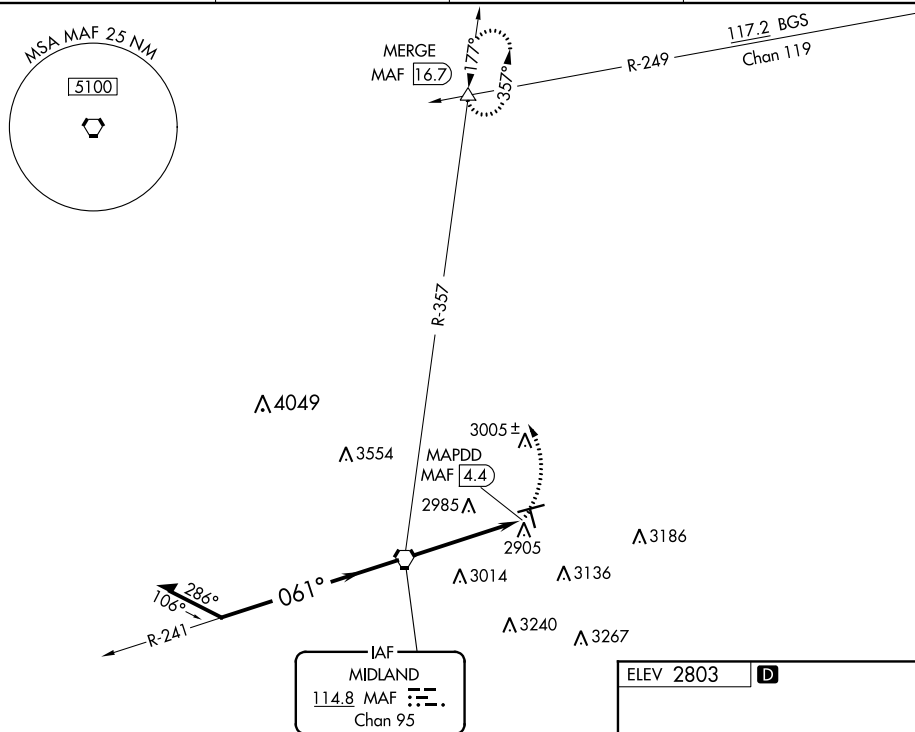 MSA MAF 25 NM
5100
MERGE
MAF 16.7
177°
357°
R-249
117.2 BGS
Chan 119
R-357
4049
3554
3005±
MAPDD
MAF 4.4
2985
2905
3186
3014
3136
3240
3267
061°
286°
106°
R-241
IAF
MIDLAND
114.8 MAF
Chan 95
ELEV 2803 D